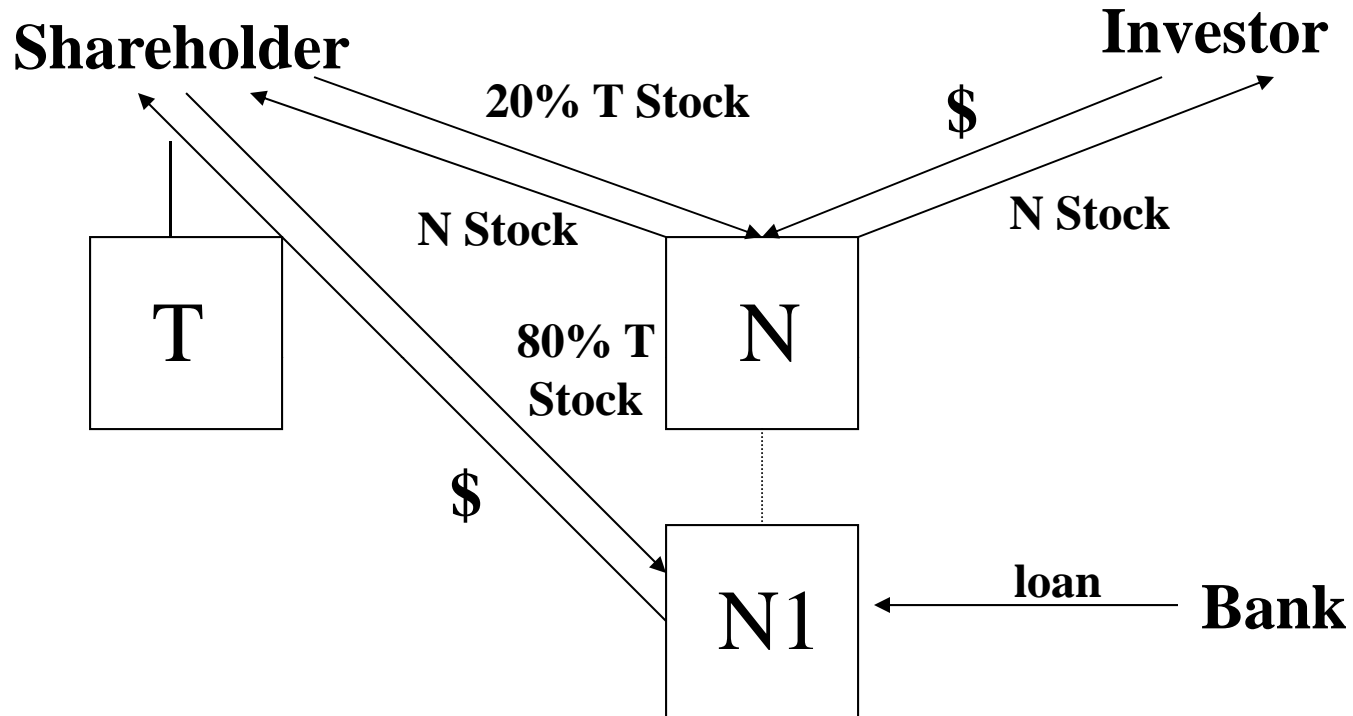 Shareholder
Investor
20% T Stock
$
N Stock
N Stock
T
80% T
Stock
N
$
N1
loan
Bank